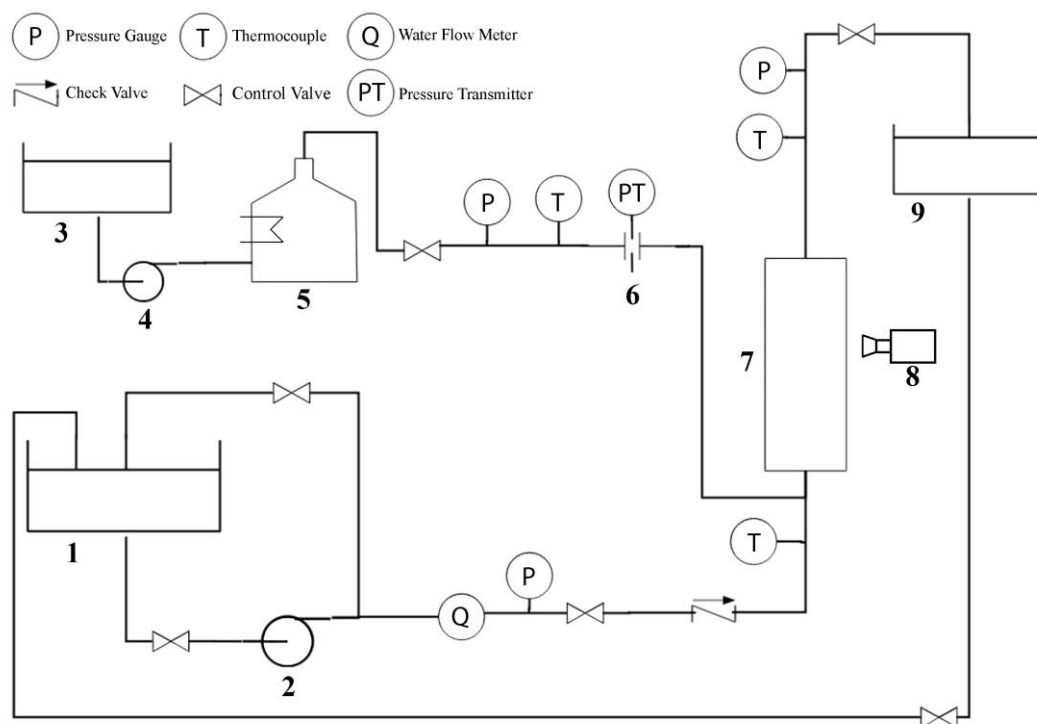 P Pressure Gauge T Thermocouple Q Water Flow Meter
Check Valve Control Valve PT Pressure Transmitter
P
T
3
4
5
P
T
PT
6
7
8
9
1
2
Q
P
T